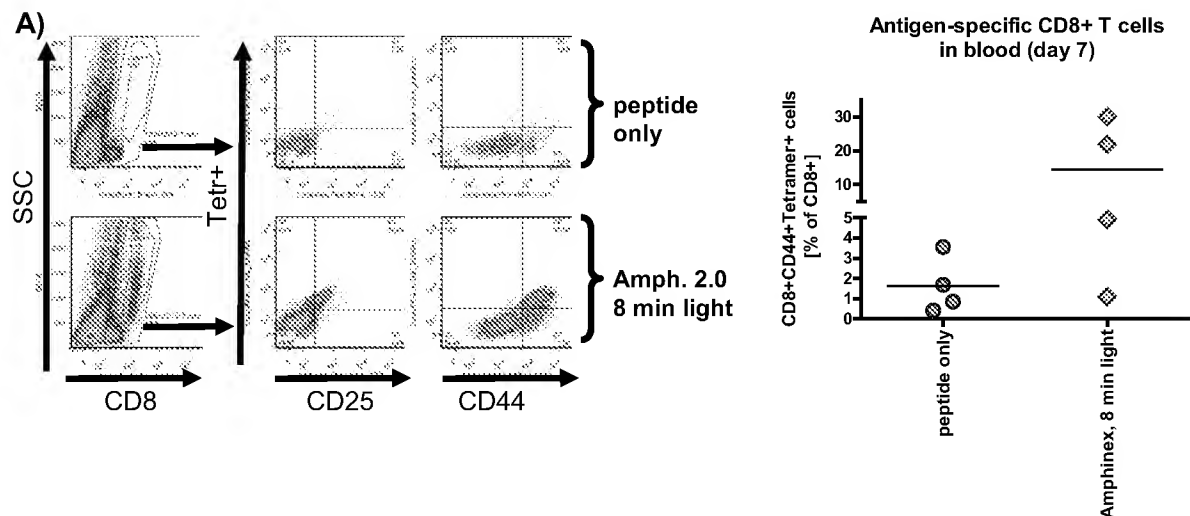 A)
SSC
Tetr+
peptide
only
Amph. 2.0
8 min light
CD8
CD25
CD44
Antigen-specific CD8+ T cells
in blood (day 7)
CD8+CD44+Tetramer+ cells
[% of CD8+]
30
20
10
5
4
3
2
1
0
peptide only
Amphinex, 8 min light